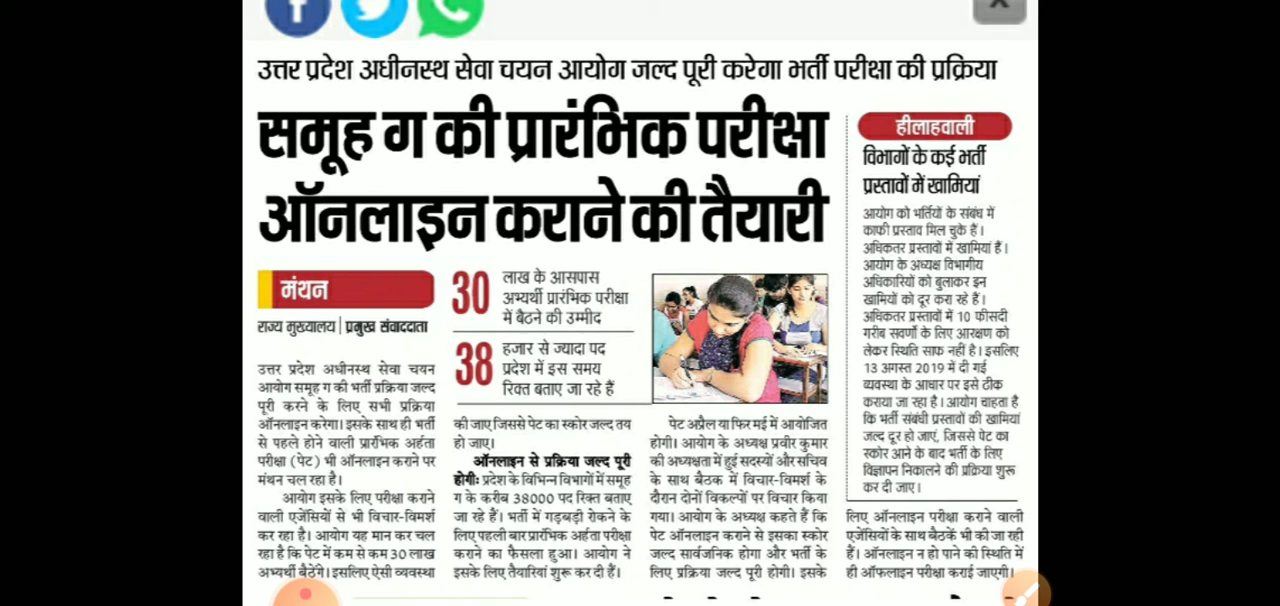 उत्तर प्रदेश अधीनस्थ सेवा चयन आयोग जल्द पूरी करेगा भर्ती परीक्षा की प्रक्रिया
समूह ग की प्रारंभिक परीक्षा
ऑनलाइन कराने की तैयारी
मंथन
राज्य मुख्यालय | प्रमुख संवाददाता
उत्तर प्रदेश अधीनस्थ सेवा चयन
आयोग समूह ग की भर्ती प्रक्रिया जल्द
पूरी करने के लिए सभी प्रक्रिया
ऑनलाइन करेगा। इसके साथ ही भर्ती
से पहले होने वाली प्रारंभिक अर्हता
परीक्षा (पेट) भी ऑनलाइन कराने पर
मंथन चल रहा है।
आयोग इसके लिए परीक्षा कराने
वाली एजेंसियों से भी विचार-विमर्श
कर रहा है। आयोग यह मान कर चल
रहा है कि पेट में कम से कम 30 लाख
अभ्यर्थी बैठेंगे। इसलिए ऐसी व्यवस्था
30 लाख के आसपास
अभ्यर्थी प्रारंभिक परीक्षा
में बैठने की उम्मीद
38 हजार से ज्यादा पद
प्रदेश में इस समय
रिक्त बताए जा रहे हैं
की जाए जिससे पेट का स्कोर जल्द तय
हो जाए।
ऑनलाइन से प्रक्रिया जल्द पूरी
होगी: प्रदेश के विभिन्न विभागों में समूह
ग के करीब 38000 पद रिक्त बताए
जा रहे हैं। भर्ती में गड़बड़ी रोकने के
लिए पहली बार प्रारंभिक अर्हता परीक्षा
कराने का फैसला हुआ। आयोग ने
इसके लिए तैयारियां शुरू कर दी हैं।
पेट अप्रैल या फिर मई में आयोजित
होगी। आयोग के अध्यक्ष प्रवीर कुमार
की अध्यक्षता में हुई सदस्यों और सचिव
के साथ बैठक में विचार-विमर्श के
दौरान दोनों विकल्पों पर विचार किया
गया। आयोग के अध्यक्ष कहते हैं कि
पेट ऑनलाइन कराने से इसका स्कोर
जल्द सार्वजनिक होगा और भर्ती के
लिए प्रक्रिया जल्द पूरी होगी। इसके
लिए ऑनलाइन परीक्षा कराने वाली
एजेंसियों के साथ बैठकें भी की जा रही
हैं। ऑनलाइन न हो पाने की स्थिति में
ही ऑफलाइन परीक्षा कराई जाएगी।
हीलाहवाली
विभागों के कई भर्ती
प्रस्तावों में खामियां
आयोग को भर्तियों के संबंध में
काफी प्रस्ताव मिल चुके हैं।
अधिकतर प्रस्तावों में खामियां हैं।
आयोग के अध्यक्ष विभागीय
अधिकारियों को बुलाकर इन
खामियों को दूर करा रहे हैं।
अधिकतर प्रस्तावों में 10 फीसदी
गरीब सवर्णों के लिए आरक्षण को
लेकर स्थिति साफ नहीं है। इसलिए
13 अगस्त 2019 में दी गई
व्यवस्था के आधार पर इसे ठीक
कराया जा रहा है। आयोग चाहता है
कि भर्ती संबंधी प्रस्तावों की खामियां
जल्द दूर हो जाएं, जिससे पेट का
स्कोर आने के बाद भर्ती के लिए
विज्ञापन निकालने की प्रक्रिया शुरू
कर दी जाए।